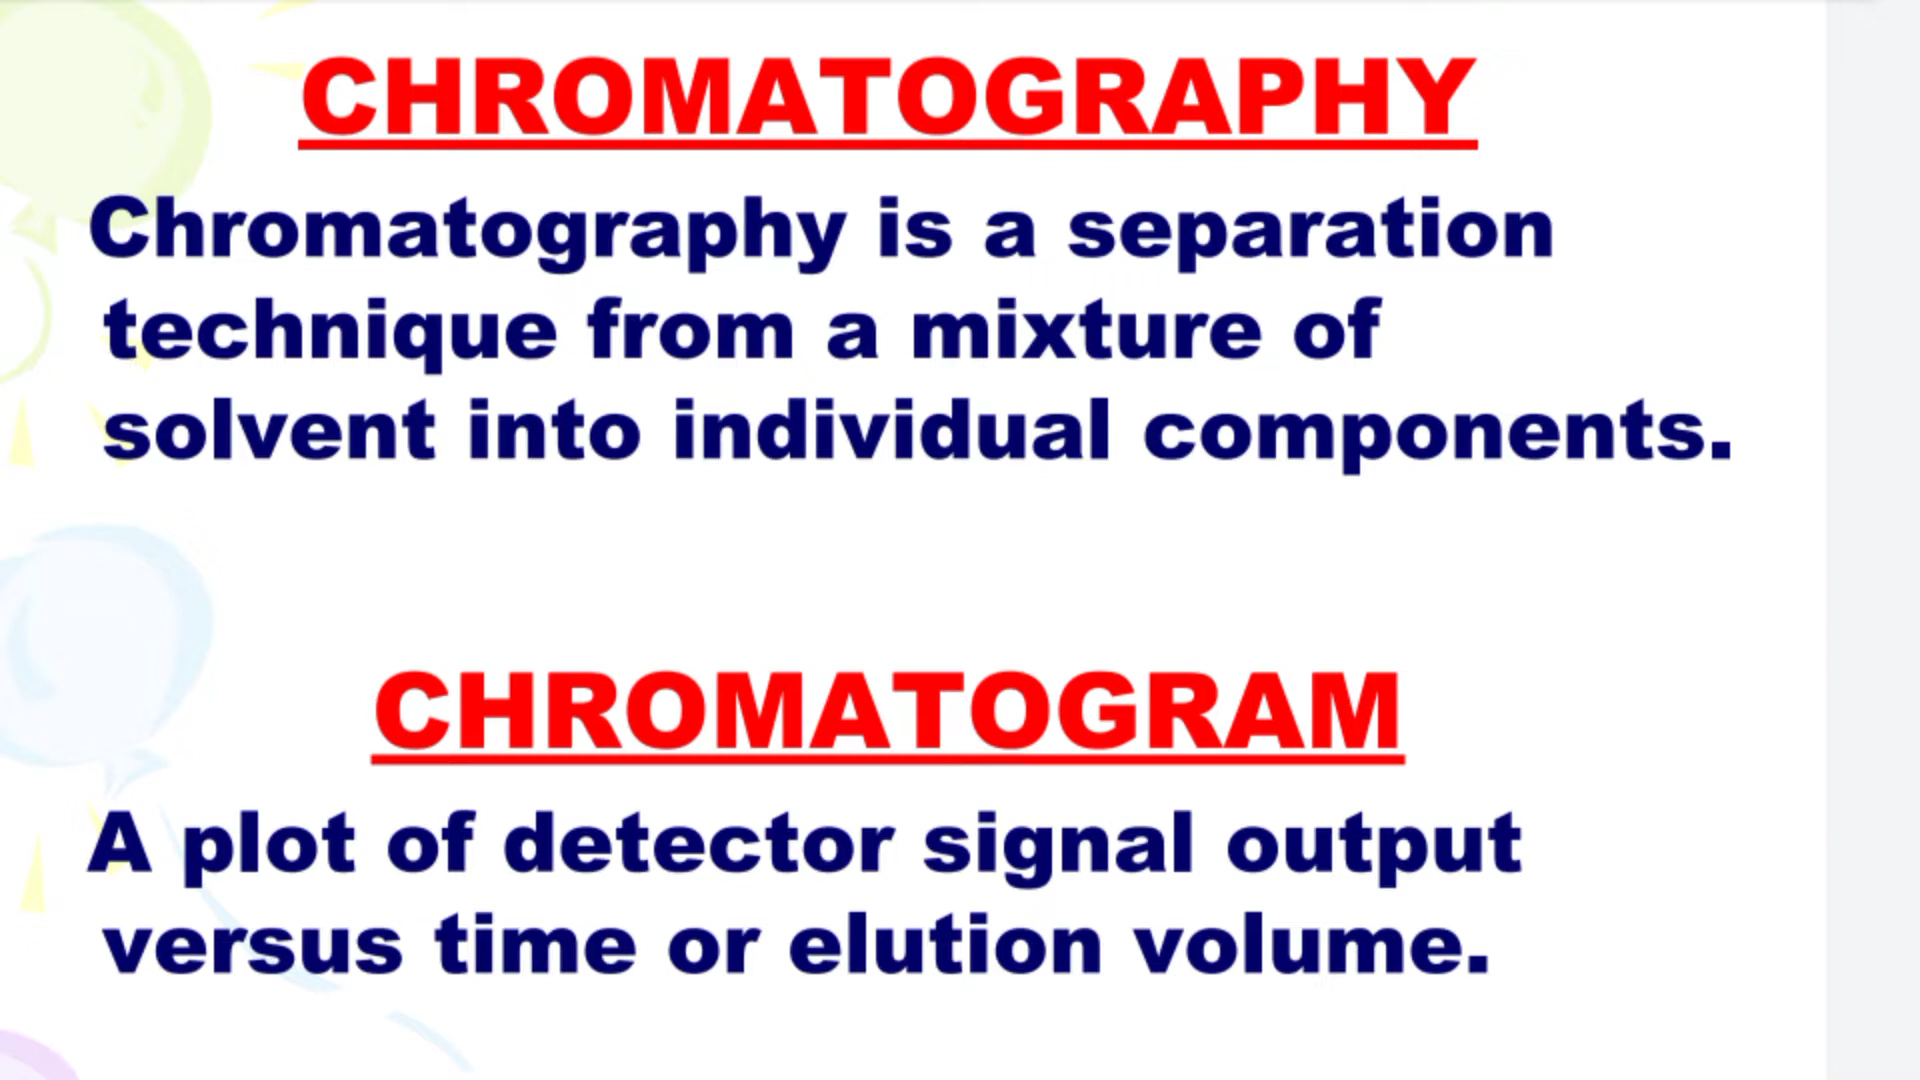 CHROMATOGRAPHY
Chromatography is a separation
technique from a mixture of
solvent into individual components.
CHROMATOGRAM
A plot of detector signal output
versus time or elution volume.